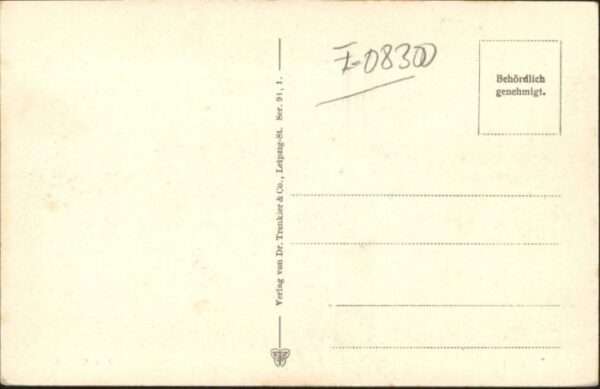 I-08300
Behördlich
genehmigt.
Verlag von Dr. Trenkler & Co., Leipzig-St. Ser. 91, 1.